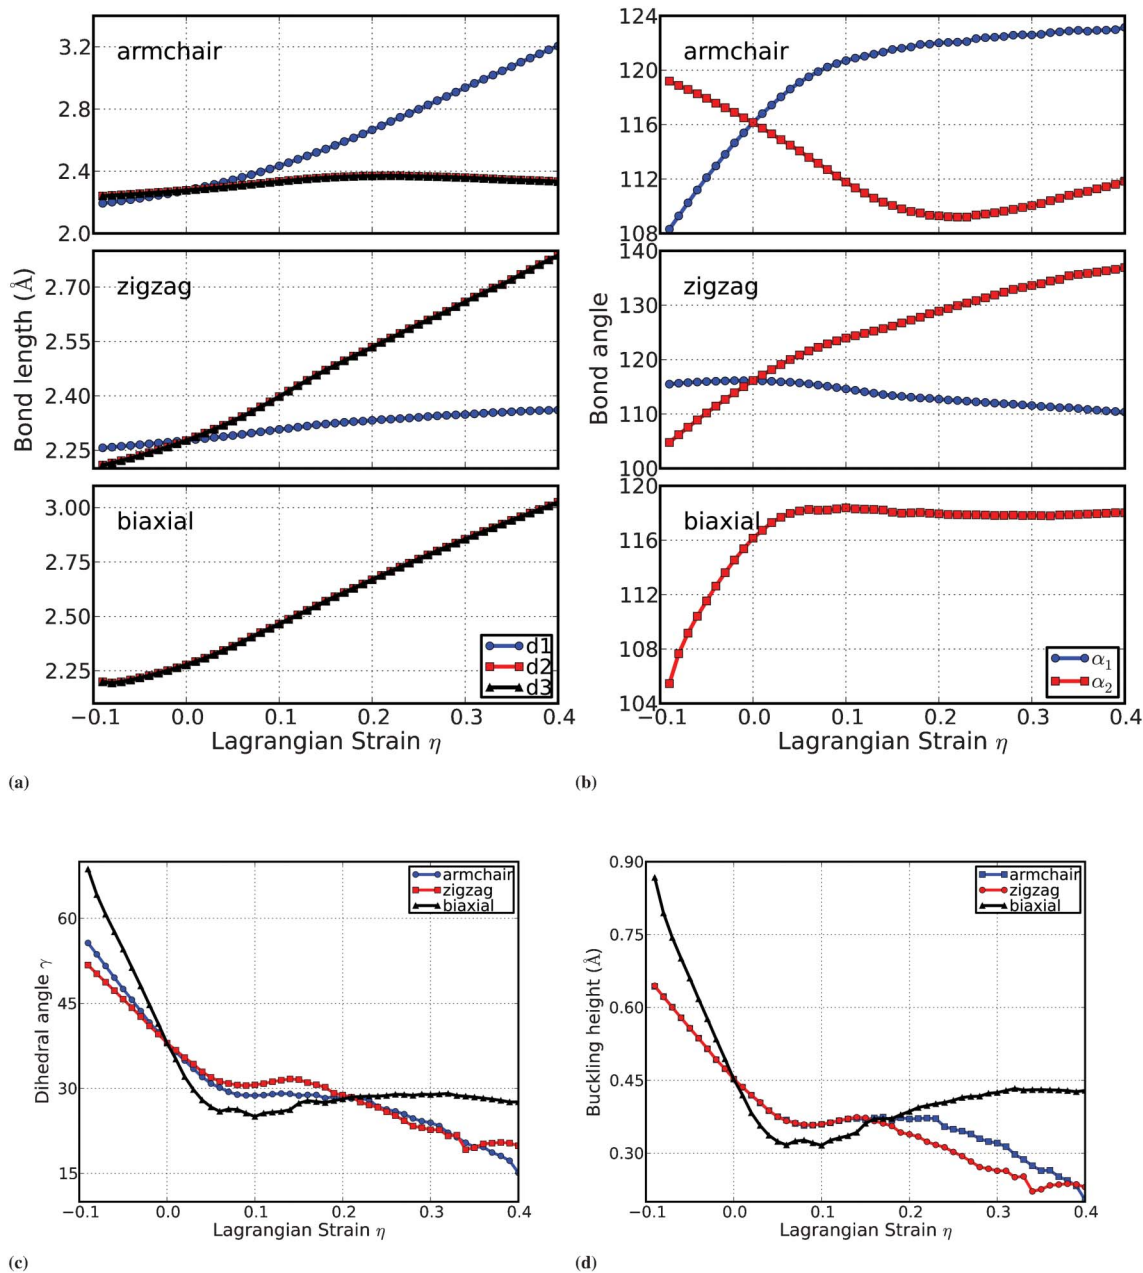 armchair
3.2
2.8
2.4
2.0
zigzag
2.70
2.55
2.40
2.25
biaxial
3.00
2.75
2.50
2.25
Bond length (Å)
d1
d2
d3
−0.1 0.0 0.1 0.2 0.3 0.4
Lagrangian Strain η
(a)
armchair
124
120
116
112
108
zigzag
140
130
120
110
100
biaxial
120
116
112
108
104
Bond angle
α1
α2
−0.1 0.0 0.1 0.2 0.3 0.4
Lagrangian Strain η
(b)
armchair
zigzag
biaxial
60
45
30
15
Dihedral angle γ
−0.1 0.0 0.1 0.2 0.3 0.4
Lagrangian Strain η
(c)
armchair
zigzag
biaxial
0.90
0.75
0.60
0.45
0.30
Buckling height (Å)
−0.1 0.0 0.1 0.2 0.3 0.4
Lagrangian Strain η
(d)